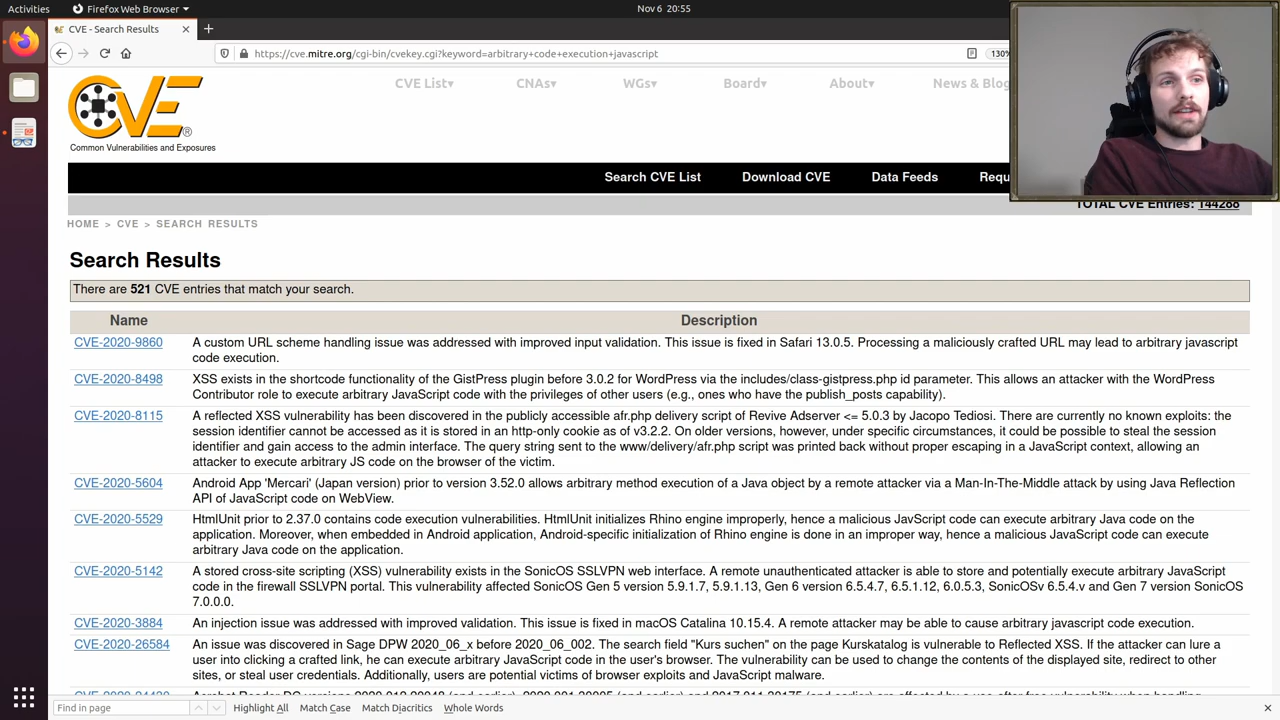 Activities
Firefox Web Browser
Nov 6 20:55
CVE - Search Results
https://cve.mitre.org/cgi-bin/cvekey.cgi?keyword=arbitrary+code+execution+javascript
130%
CVE List▾
CNAs▾
WGs▾
Board▾
About▾
News & Blog
CVE®
Common Vulnerabilities and Exposures
Search CVE List
Download CVE
Data Feeds
Requ
TOTAL CVE Entries: 144288
HOME > CVE > SEARCH RESULTS
Search Results
There are 521 CVE entries that match your search.
Name
Description
CVE-2020-9860
A custom URL scheme handling issue was addressed with improved input validation. This issue is fixed in Safari 13.0.5. Processing a maliciously crafted URL may lead to arbitrary javascript
code execution.
CVE-2020-8498
XSS exists in the shortcode functionality of the GistPress plugin before 3.0.2 for WordPress via the includes/class-gistpress.php id parameter. This allows an attacker with the WordPress
Contributor role to execute arbitrary JavaScript code with the privileges of other users (e.g., ones who have the publish_posts capability).
CVE-2020-8115
A reflected XSS vulnerability has been discovered in the publicly accessible afr.php delivery script of Revive Adserver <= 5.0.3 by Jacopo Tediosi. There are currently no known exploits: the
session identifier cannot be accessed as it is stored in an http-only cookie as of v3.2.2. On older versions, however, under specific circumstances, it could be possible to steal the session
identifier and gain access to the admin interface. The query string sent to the www/delivery/afr.php script was printed back without proper escaping in a JavaScript context, allowing an
attacker to execute arbitrary JS code on the browser of the victim.
CVE-2020-5604
Android App 'Mercari' (Japan version) prior to version 3.52.0 allows arbitrary method execution of a Java object by a remote attacker via a Man-In-The-Middle attack by using Java Reflection
API of JavaScript code on WebView.
CVE-2020-5529
HtmlUnit prior to 2.37.0 contains code execution vulnerabilities. HtmlUnit initializes Rhino engine improperly, hence a malicious JavScript code can execute arbitrary Java code on the
application. Moreover, when embedded in Android application, Android-specific initialization of Rhino engine is done in an improper way, hence a malicious JavaScript code can execute
arbitrary Java code on the application.
CVE-2020-5142
A stored cross-site scripting (XSS) vulnerability exists in the SonicOS SSLVPN web interface. A remote unauthenticated attacker is able to store and potentially execute arbitrary JavaScript
code in the firewall SSLVPN portal. This vulnerability affected SonicOS Gen 5 version 5.9.1.7, 5.9.1.13, Gen 6 version 6.5.4.7, 6.5.1.12, 6.0.5.3, SonicOSv 6.5.4.v and Gen 7 version SonicOS
7.0.0.0.
CVE-2020-3884
An injection issue was addressed with improved validation. This issue is fixed in macOS Catalina 10.15.4. A remote attacker may be able to cause arbitrary javascript code execution.
CVE-2020-26584
An issue was discovered in Sage DPW 2020_06_x before 2020_06_002. The search field "Kurs suchen" on the page Kurskatalog is vulnerable to Reflected XSS. If the attacker can lure a
user into clicking a crafted link, he can execute arbitrary JavaScript code in the user's browser. The vulnerability can be used to change the contents of the displayed site, redirect to other
sites, or steal user credentials. Additionally, users are potential victims of browser exploits and JavaScript malware.
Find in page
Highlight All
Match Case
Match Diacritics
Whole Words